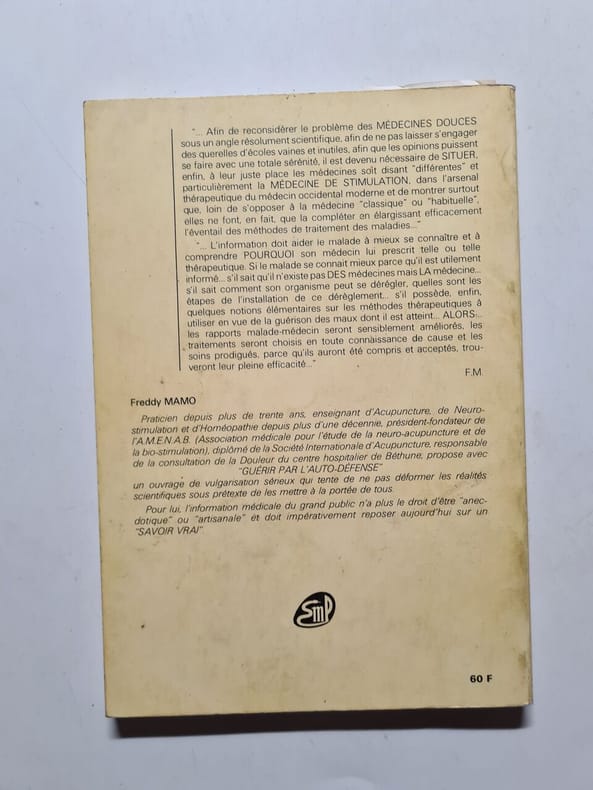 "... Afin de reconsidèrer le problème des MÉDECINES DOUCES
sous un angle résolument scientifique, afin de ne pas laisser s'engager
des querelles d'écoles vaines et inutiles, afin que les opinions puissent
se faire avec une totale sérénité, il est devenu nécessaire de SITUER,
enfin, à leur juste place les médecines soit disant "différentes" et
particulièrement la MÉDECINE DE STIMULATION, dans l'arsenal
thérapeutique du médecin occidental moderne et de montrer surtout
que, loin de s'opposer à la médecine "classique" ou "habituelle",
elles ne font, en fait, que la compléter en élargissant efficacement
l'éventail des méthodes de traitement des maladies..."
"... L'information doit aider le malade à mieux se connaître et à
comprendre POURQUOI son médecin lui prescrit telle ou telle
thérapeutique. Si le malade se connait mieux parce qu'il est utilement
informé... s'il sait qu'il n'existe pas DES médecines mais LA médecine...
s'il sait comment son organisme peut se dérégler, quelles sont les
étapes de l'installation de ce dérèglement... s'il possède, enfin,
quelques notions élémentaires sur les méthodes thérapeutiques à
utiliser en vue de la guérison des maux dont il est atteint... ALORS...
les rapports malade-médecin seront sensiblement améliorés, les
traitements seront choisis en toute connaissance de cause et les
soins prodigués, parce qu'ils auront été compris et acceptés, trou-
veront leur pleine efficacité..."
F.M.
Freddy MAMO
Praticien depuis plus de trente ans, enseignant d'Acupuncture, de Neuro-
stimulation et d'Homéopathie depuis plus d'une décennie, président-fondateur de
l'A.M.E.N.A.B. (Association médicale pour l'étude de la neuro-acupuncture et de
la bio-stimulation), diplômé de la Société Internationale d'Acupuncture, responsable
de la consultation de la Douleur du centre hospitalier de Béthune, propose avec
"GUÉRIR PAR L'AUTO-DÉFENSE"
un ouvrage de vulgarisation sérieux qui tente de ne pas déformer les réalités
scientifiques sous prétexte de les mettre à la portée de tous.
Pour lui, l'information médicale du grand public n'a plus le droit d'être "anec-
dotique" ou "artisanale" et doit impérativement reposer aujourd'hui sur un
"SAVOIR VRAI".
Smp
60 F